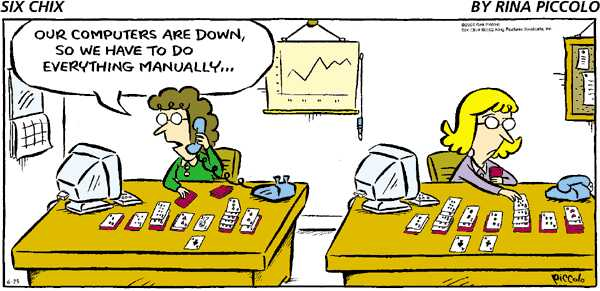 SIX CHIX
BY RINA PICCOLO
OUR COMPUTERS ARE DOWN,
SO WE HAVE TO DO
EVERYTHING MANUALLY...
Piccolo